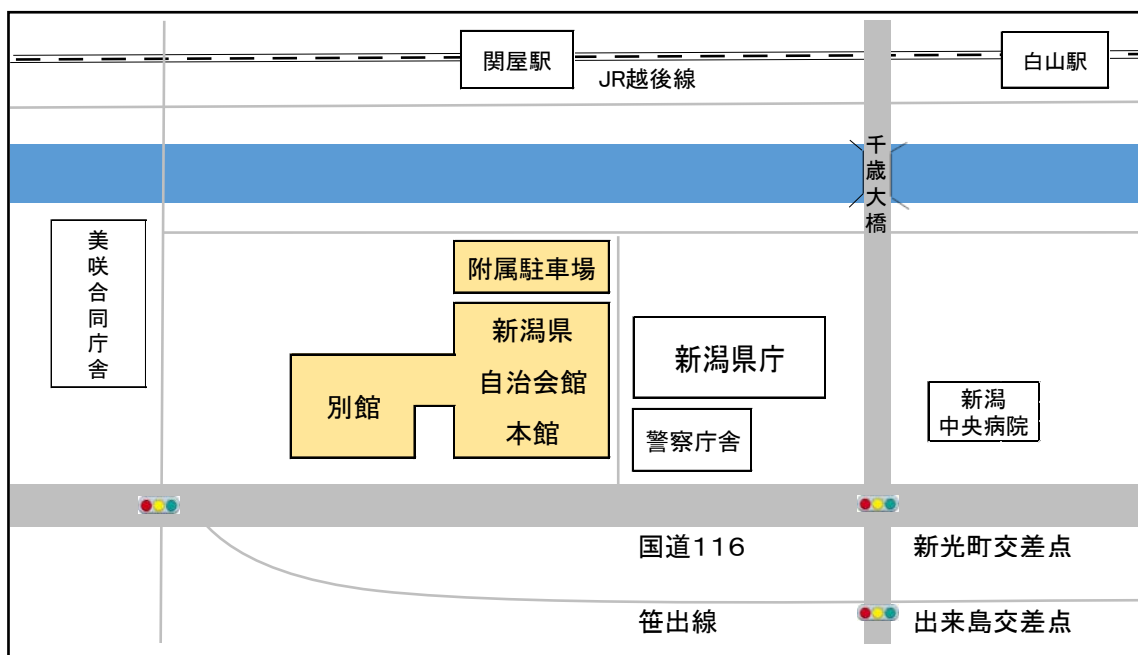 関屋駅
白山駅
JR越後線
千歳大橋
美咲合同庁舎
附属駐車場
新潟県
自治会館
本館
別館
新潟県庁
警察庁舎
新潟
中央病院
国道116
新光町交差点
笹出線
出来島交差点